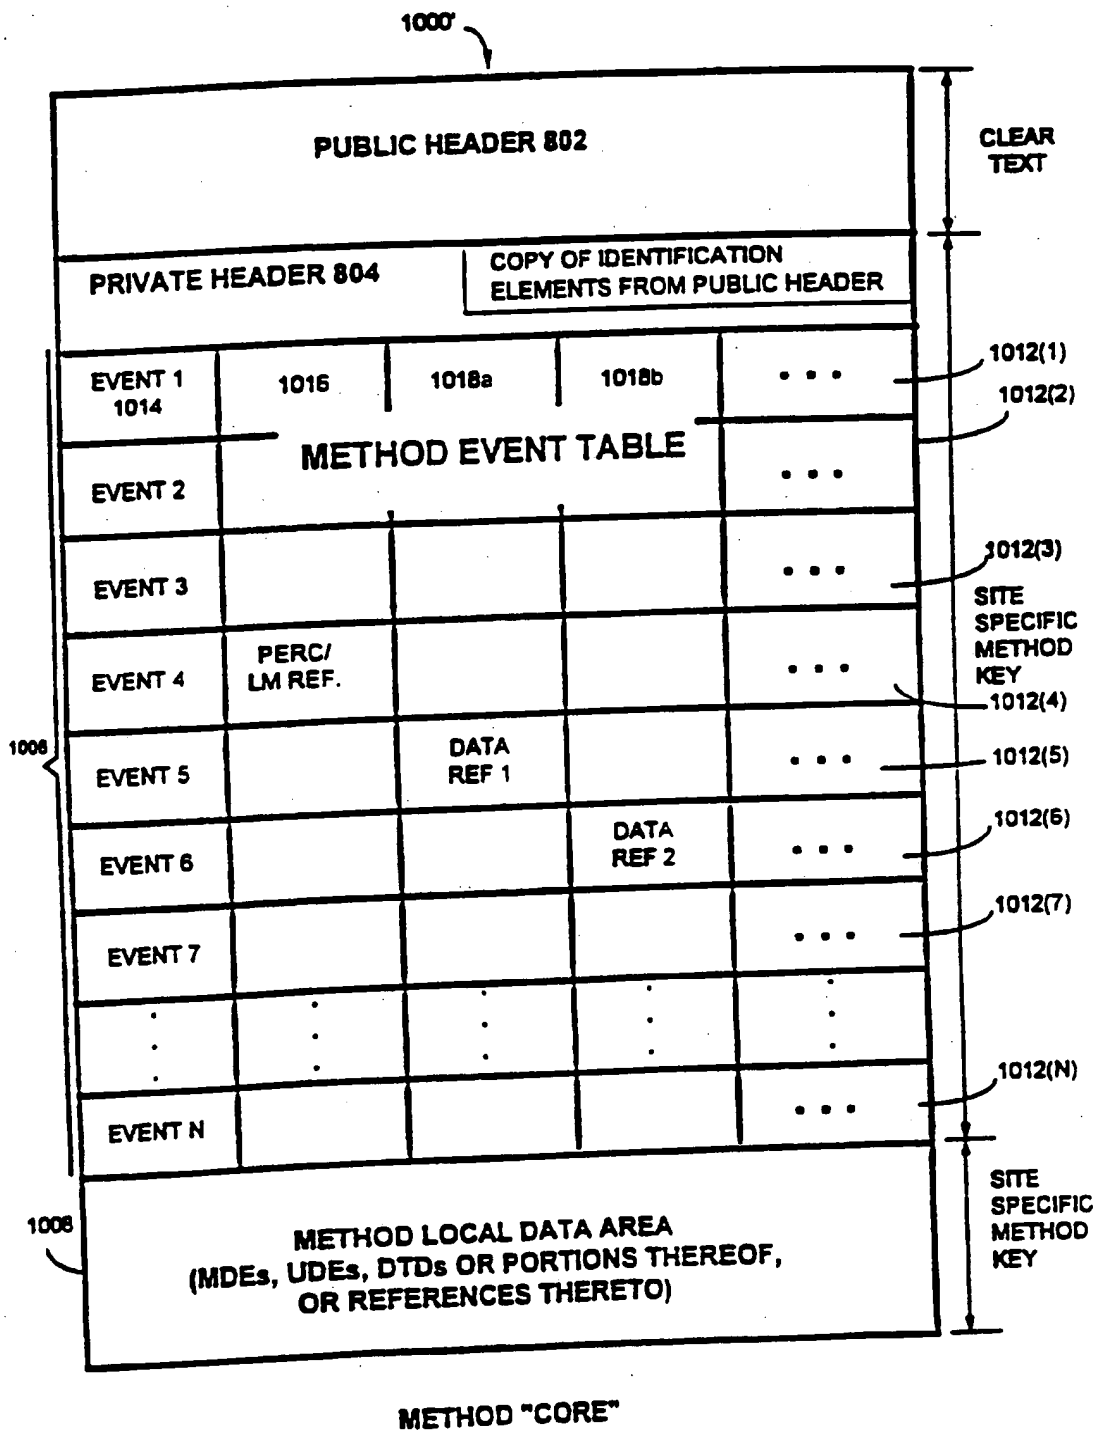 1000'
PUBLIC HEADER 802
CLEAR
TEXT
PRIVATE HEADER 804
COPY OF IDENTIFICATION
ELEMENTS FROM PUBLIC HEADER
EVENT 1
1014
1016
1018a
1018b
• • •
1012(1)
1012(2)
METHOD EVENT TABLE
EVENT 2
• • •
EVENT 3
• • •
1012(3)
SITE
SPECIFIC
METHOD
KEY
EVENT 4
PERC/
LM REF.
• • •
1012(4)
1006
EVENT 5
DATA
REF 1
• • •
1012(5)
EVENT 6
DATA
REF 2
• • •
1012(6)
EVENT 7
• • •
1012(7)
EVENT N
• • •
1012(N)
SITE
SPECIFIC
METHOD
KEY
1008
METHOD LOCAL DATA AREA
(MDEs, UDEs, DTDs OR PORTIONS THEREOF,
OR REFERENCES THERETO)
METHOD "CORE"